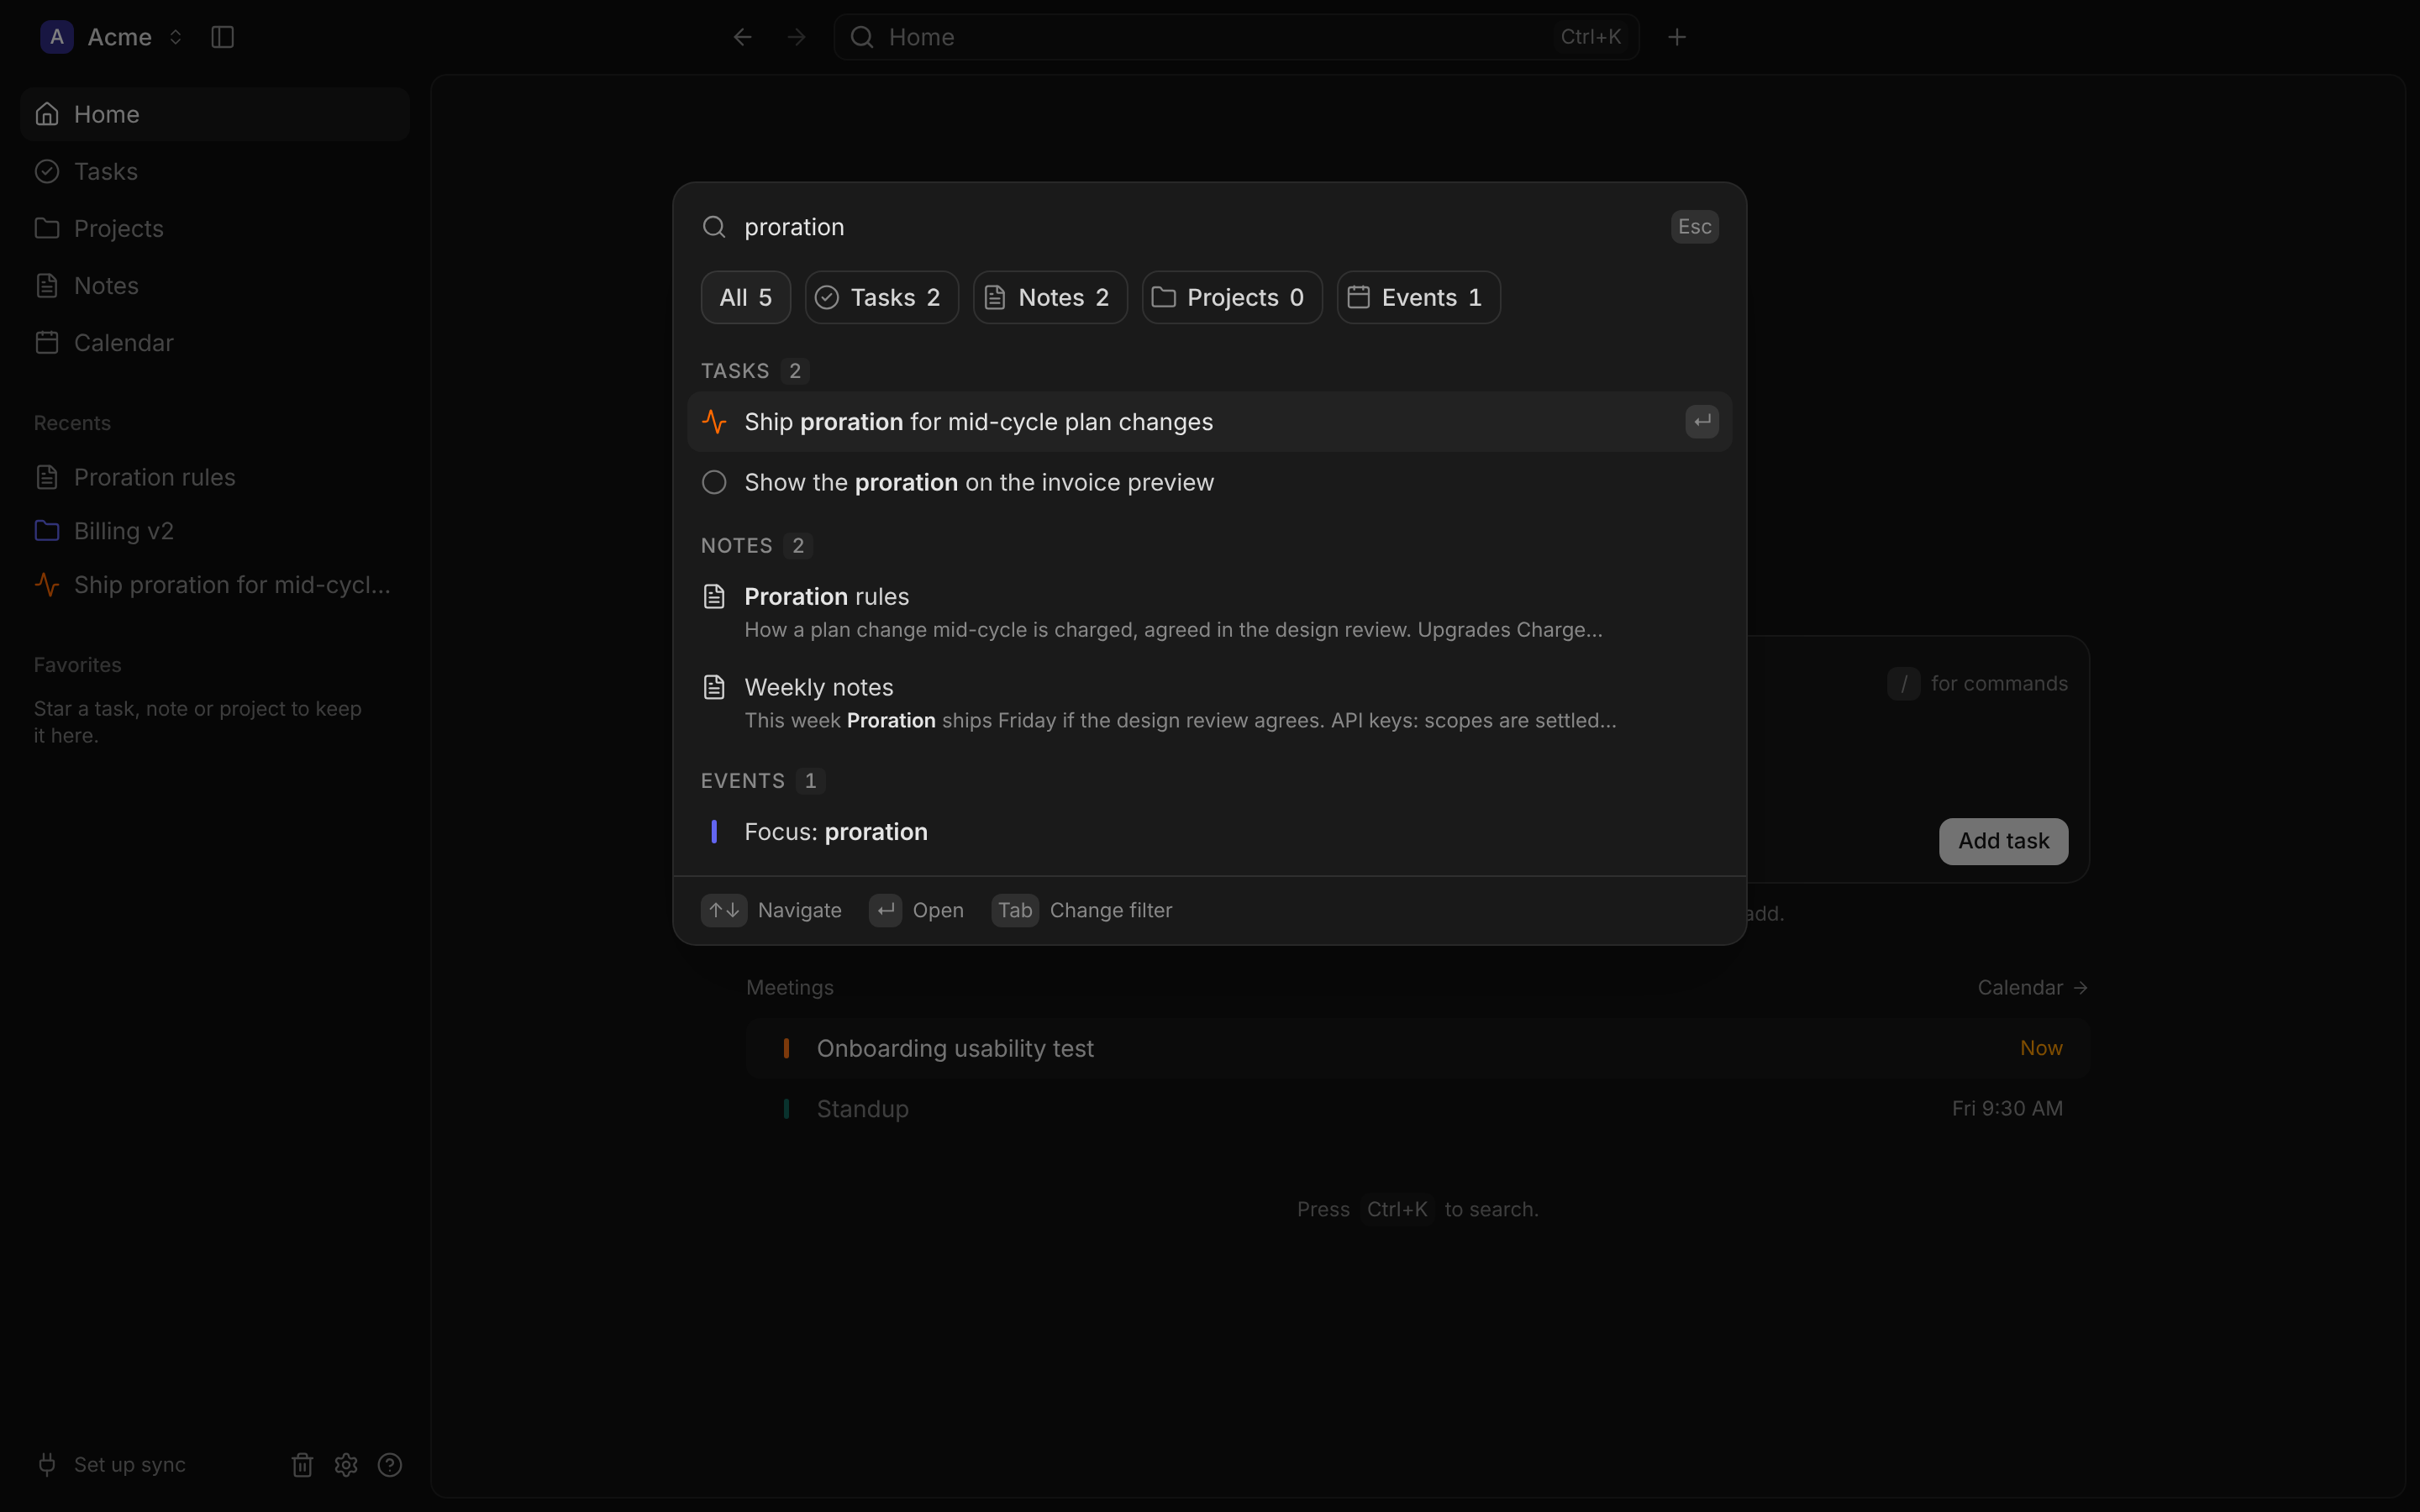 A Acme
Home Ctrl+K
Home
Tasks
Projects
Notes
Calendar
Recents
Proration rules
Billing v2
Ship proration for mid-cycl...
Favorites
Star a task, note or project to keep
it here.
Set up sync
proration Esc
All 5 Tasks 2 Notes 2 Projects 0 Events 1
TASKS 2
Ship proration for mid-cycle plan changes
Show the proration on the invoice preview
NOTES 2
Proration rules
How a plan change mid-cycle is charged, agreed in the design review. Upgrades Charge...
Weekly notes
This week Proration ships Friday if the design review agrees. API keys: scopes are settled...
EVENTS 1
Focus: proration
Navigate Open Tab Change filter
/ for commands
Add task
add.
Meetings Calendar →
Onboarding usability test Now
Standup Fri 9:30 AM
Press Ctrl+K to search.